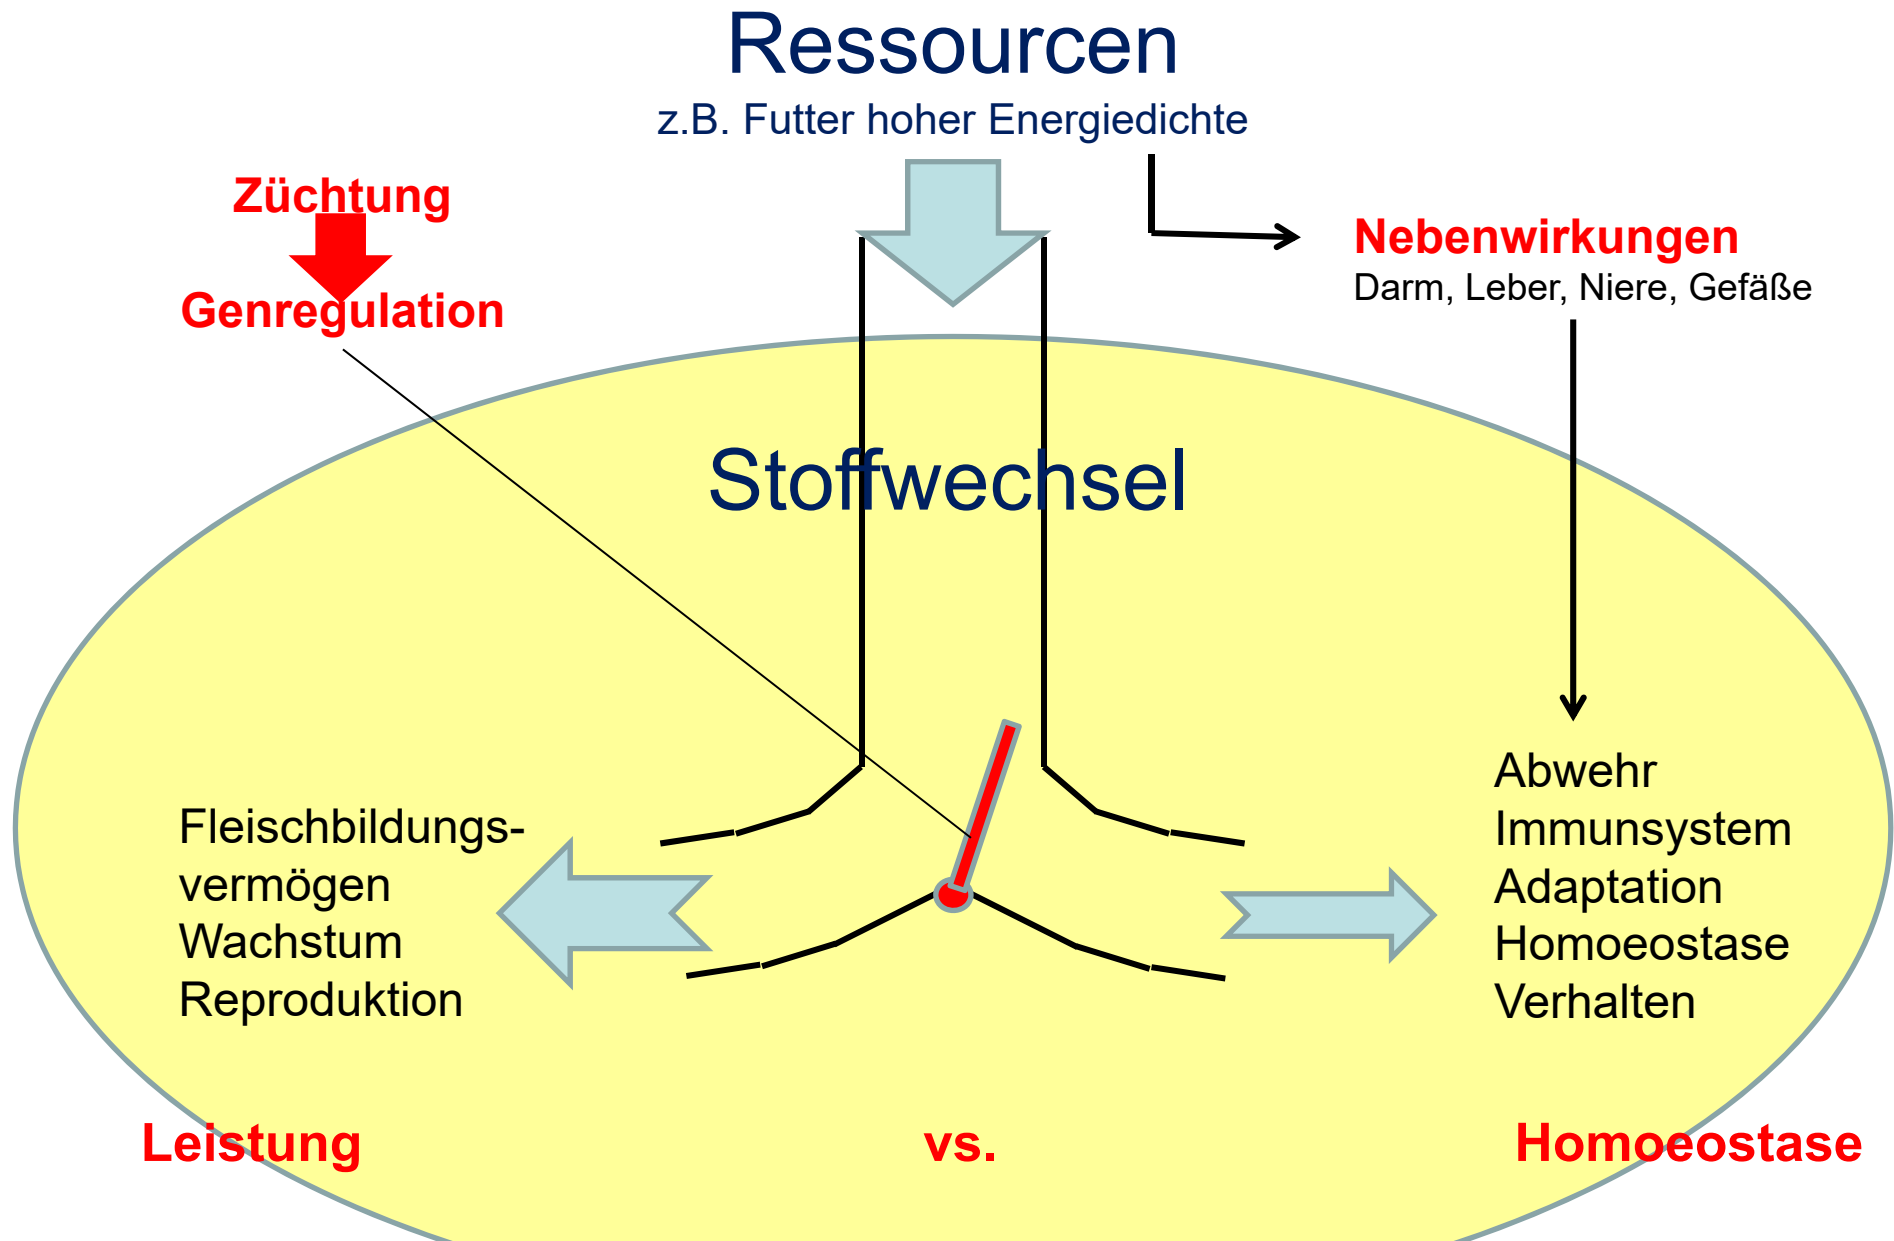 Ressourcen
z.B. Futter hoher Energiedichte
Züchtung
Genregulation
Nebenwirkungen
Darm, Leber, Niere, Gefäße
Stoffwechsel
Fleischbildungs-
vermögen
Wachstum
Reproduktion
Abwehr
Immunsystem
Adaptation
Homoeostase
Verhalten
Leistung
vs.
Homoeostase